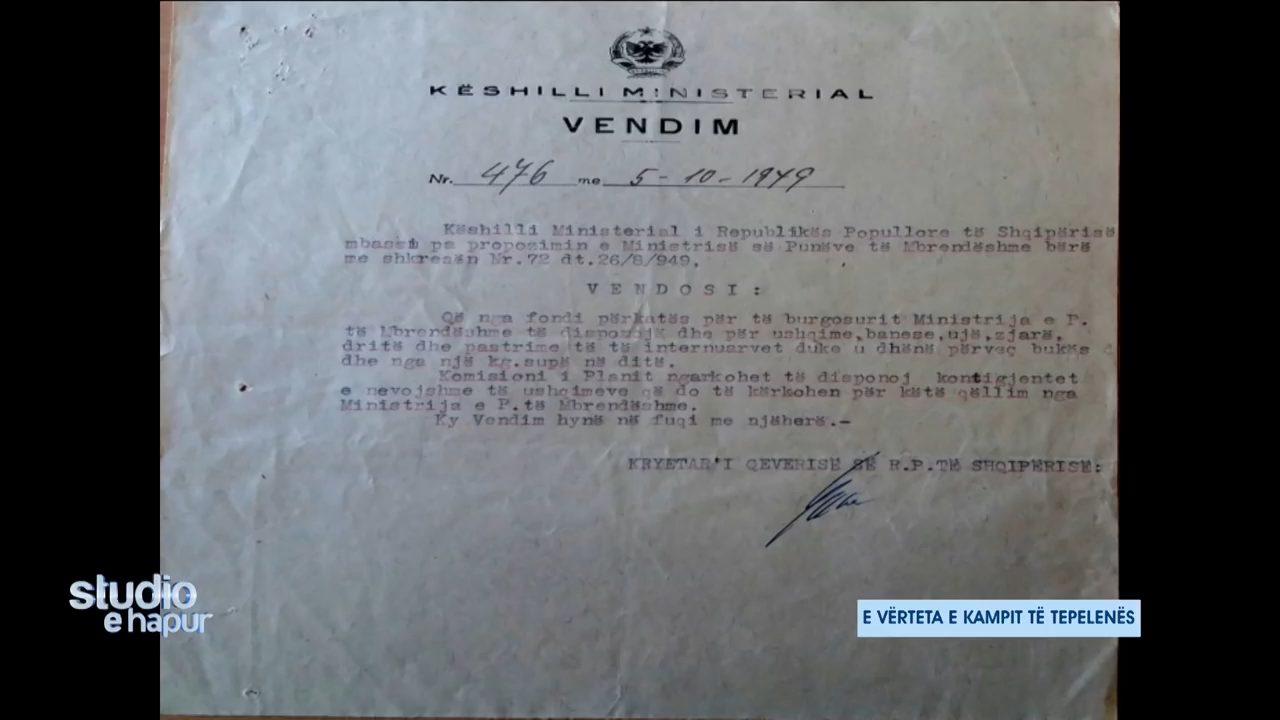 KËSHILLI MINISTERIAL
VENDIM
Nr. 476 me 5-10-1949
Këshilli Ministerial i Republikës Popullore të Shqipërisë
mbassi pa proposimin e Ministrisë së Punëve të Mbrendëshme bërë
me shkresën Nr.72 dt.26/8/949,
VENDOSI:
Që nga fondi përkatës për të burgosurit Ministrija e P.
të Mbrendëshme të disponojë dhe për ushqime,banese,ujë,zjarë,
dritë dhe pastrime të të internuarvet duke u dhënë përveç bukës
dhe nga një kg.supë në ditë.
Komisioni i Planit ngarkohet të disponoj kontigjentet
e nevojshme të ushqimeve që do të kërkohen për këtë qëllim nga
Ministrija e P.të Mbrendëshme.
Ky Vendim hynë në fuqi me njëherë.-
KRYETAR'I QEVERISË SË R.P.TË SHQIPËRISË:
studio
e hapur
E VËRTETA E KAMPIT TË TEPELENËS